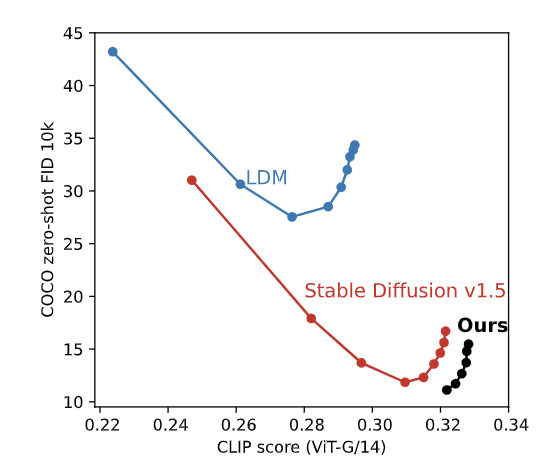 45
40
35
30
25
20
15
10
COCO zero-shot FID 10k
LDM
Stable Diffusion v1.5
Ours
0.22 0.24 0.26 0.28 0.30 0.32 0.34
CLIP score (ViT-G/14)